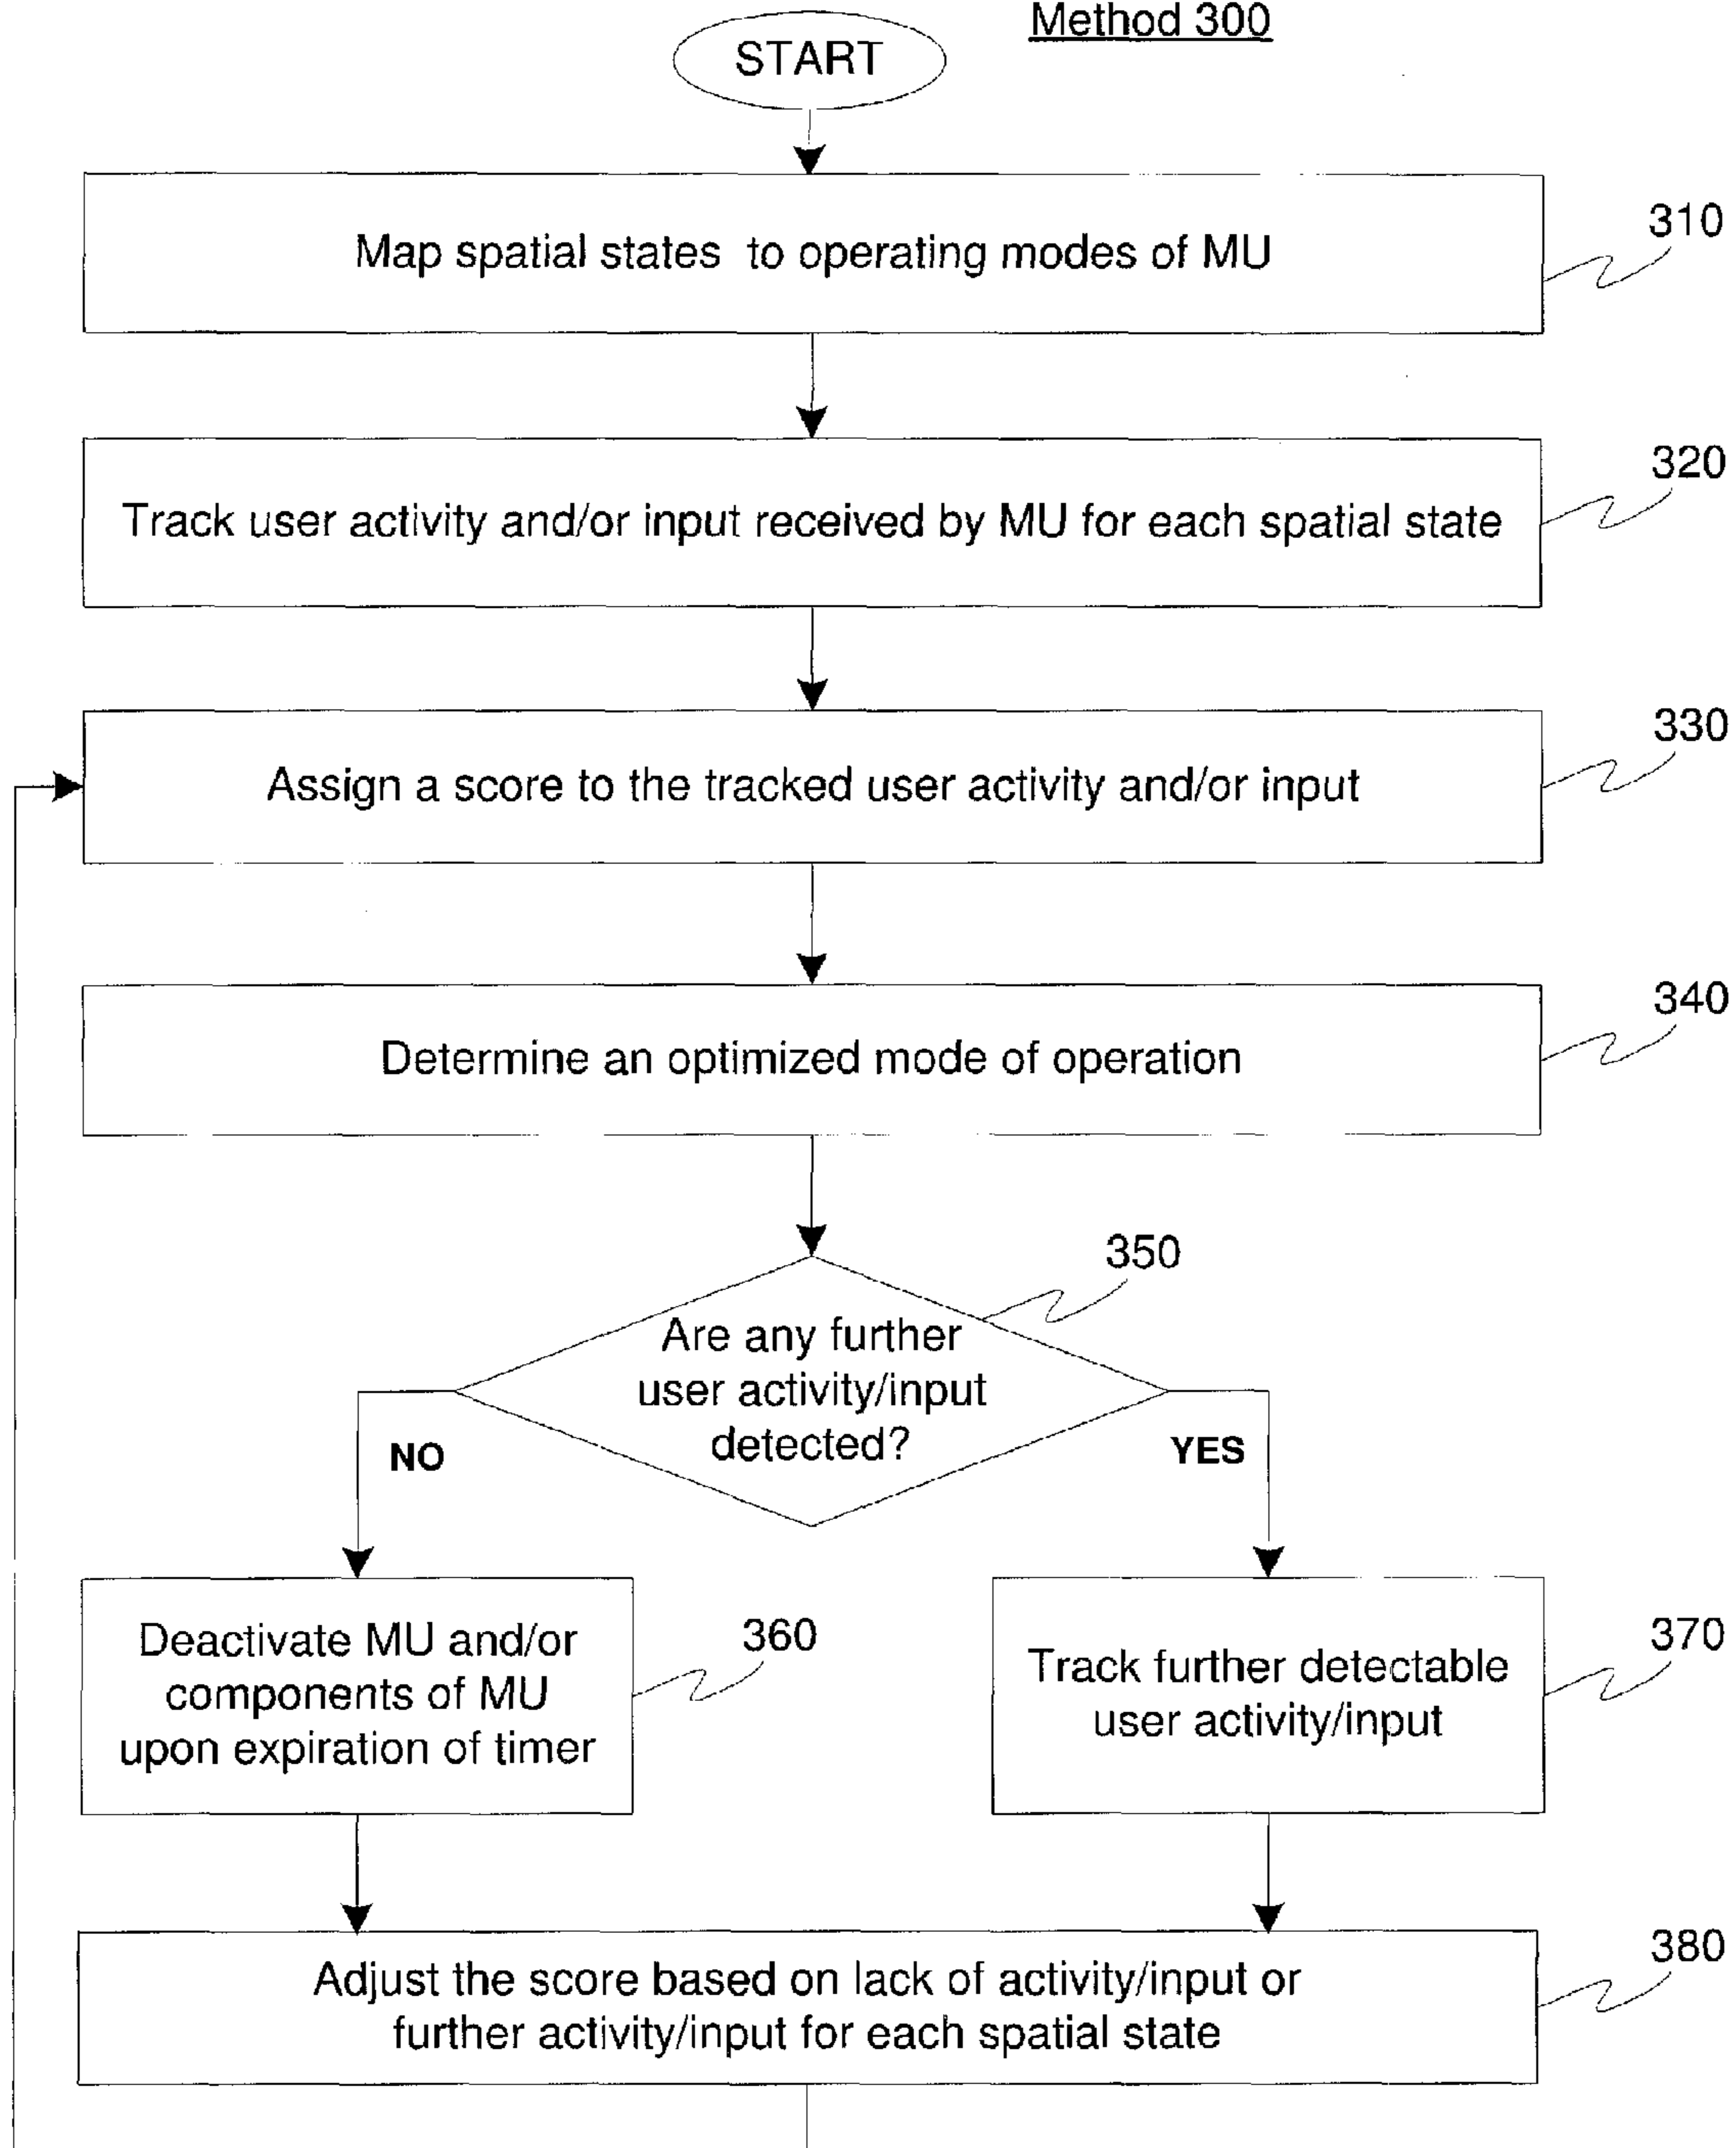 Method 300
START
Map spatial states to operating modes of MU
310
Track user activity and/or input received by MU for each spatial state
320
Assign a score to the tracked user activity and/or input
330
Determine an optimized mode of operation
340
350
Are any further
user activity/input
detected?
NO
YES
Deactivate MU and/or
components of MU
upon expiration of timer
360
Track further detectable
user activity/input
370
Adjust the score based on lack of activity/input or
further activity/input for each spatial state
380